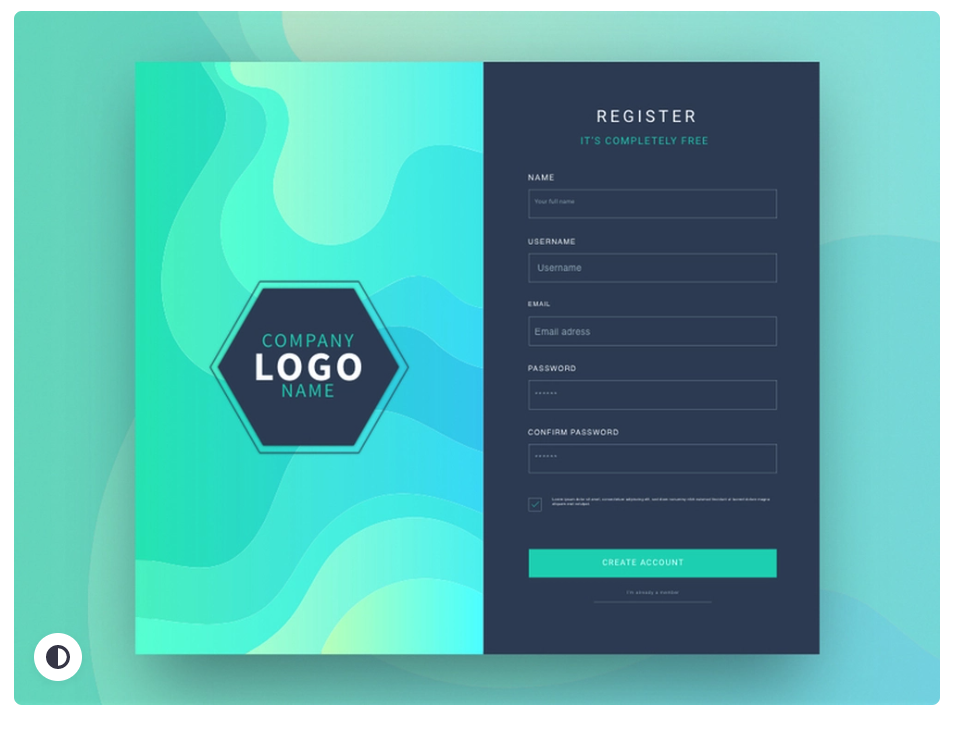 REGISTER
IT'S COMPLETELY FREE
NAME
Your full name
USERNAME
Username
EMAIL
Email adress
PASSWORD
******
CONFIRM PASSWORD
******
CREATE ACCOUNT
I'm already a member
COMPANY
LOGO
NAME